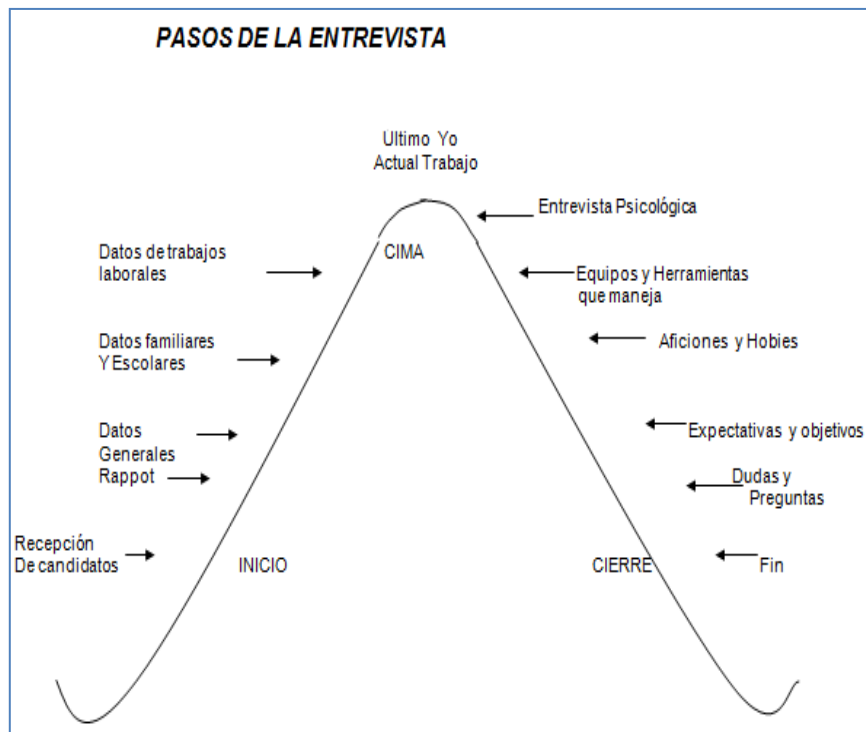 PASOS DE LA ENTREVISTA
Ultimo Yo
Actual Trabajo
Entrevista Psicológica
CIMA
Datos de trabajos
laborales
Equipos y Herramientas
que maneja
Datos familiares
Y Escolares
Aficiones y Hobies
Datos
Generales
Rappot
Expectativas y objetivos
Dudas y
Preguntas
Recepción
De candidatos
INICIO
CIERRE
Fin